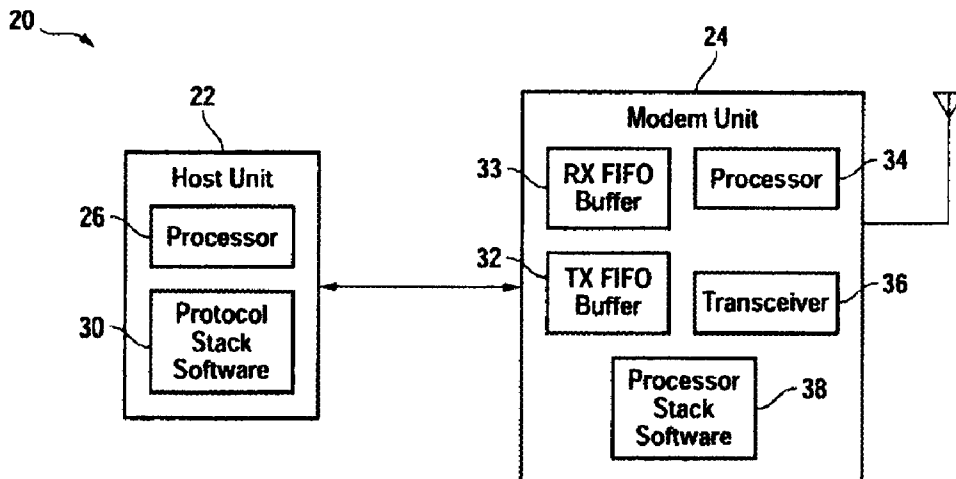 20
22
Host Unit
26
Processor
30
Protocol
Stack
Software
24
Modem Unit
33
RX FIFO
Buffer
Processor
34
32
TX FIFO
Buffer
Transceiver
36
Processor
Stack
Software
38